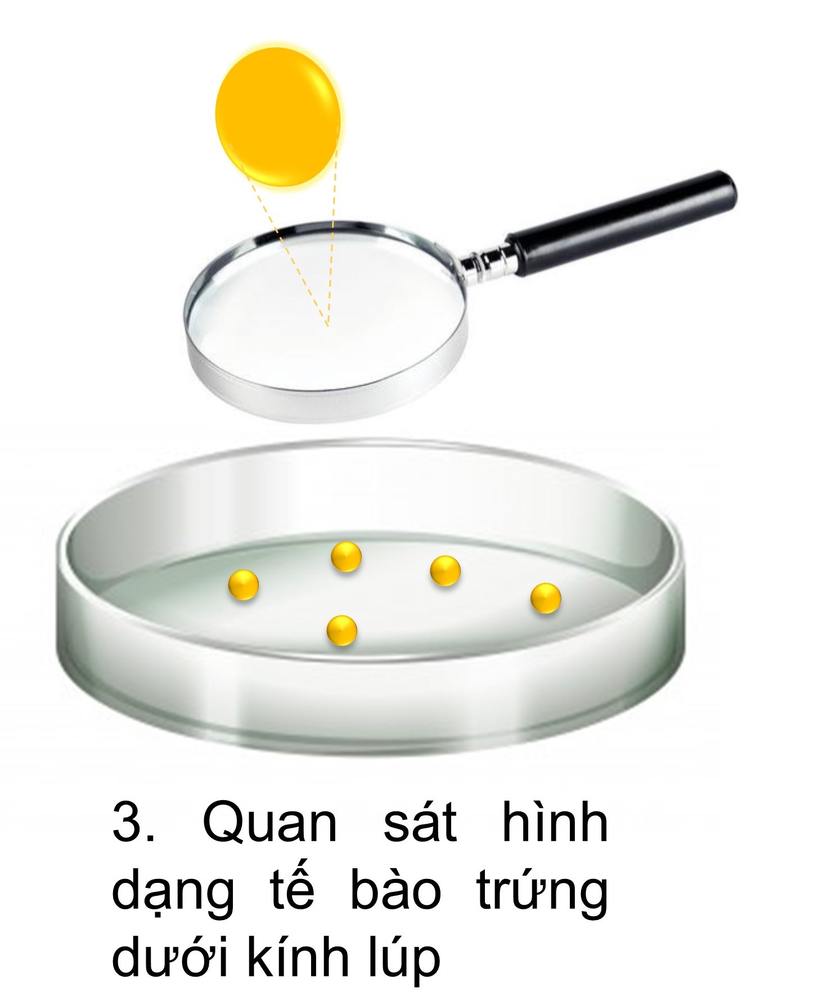 3. Quan sát hình
dạng tế bào trứng
dưới kính lúp